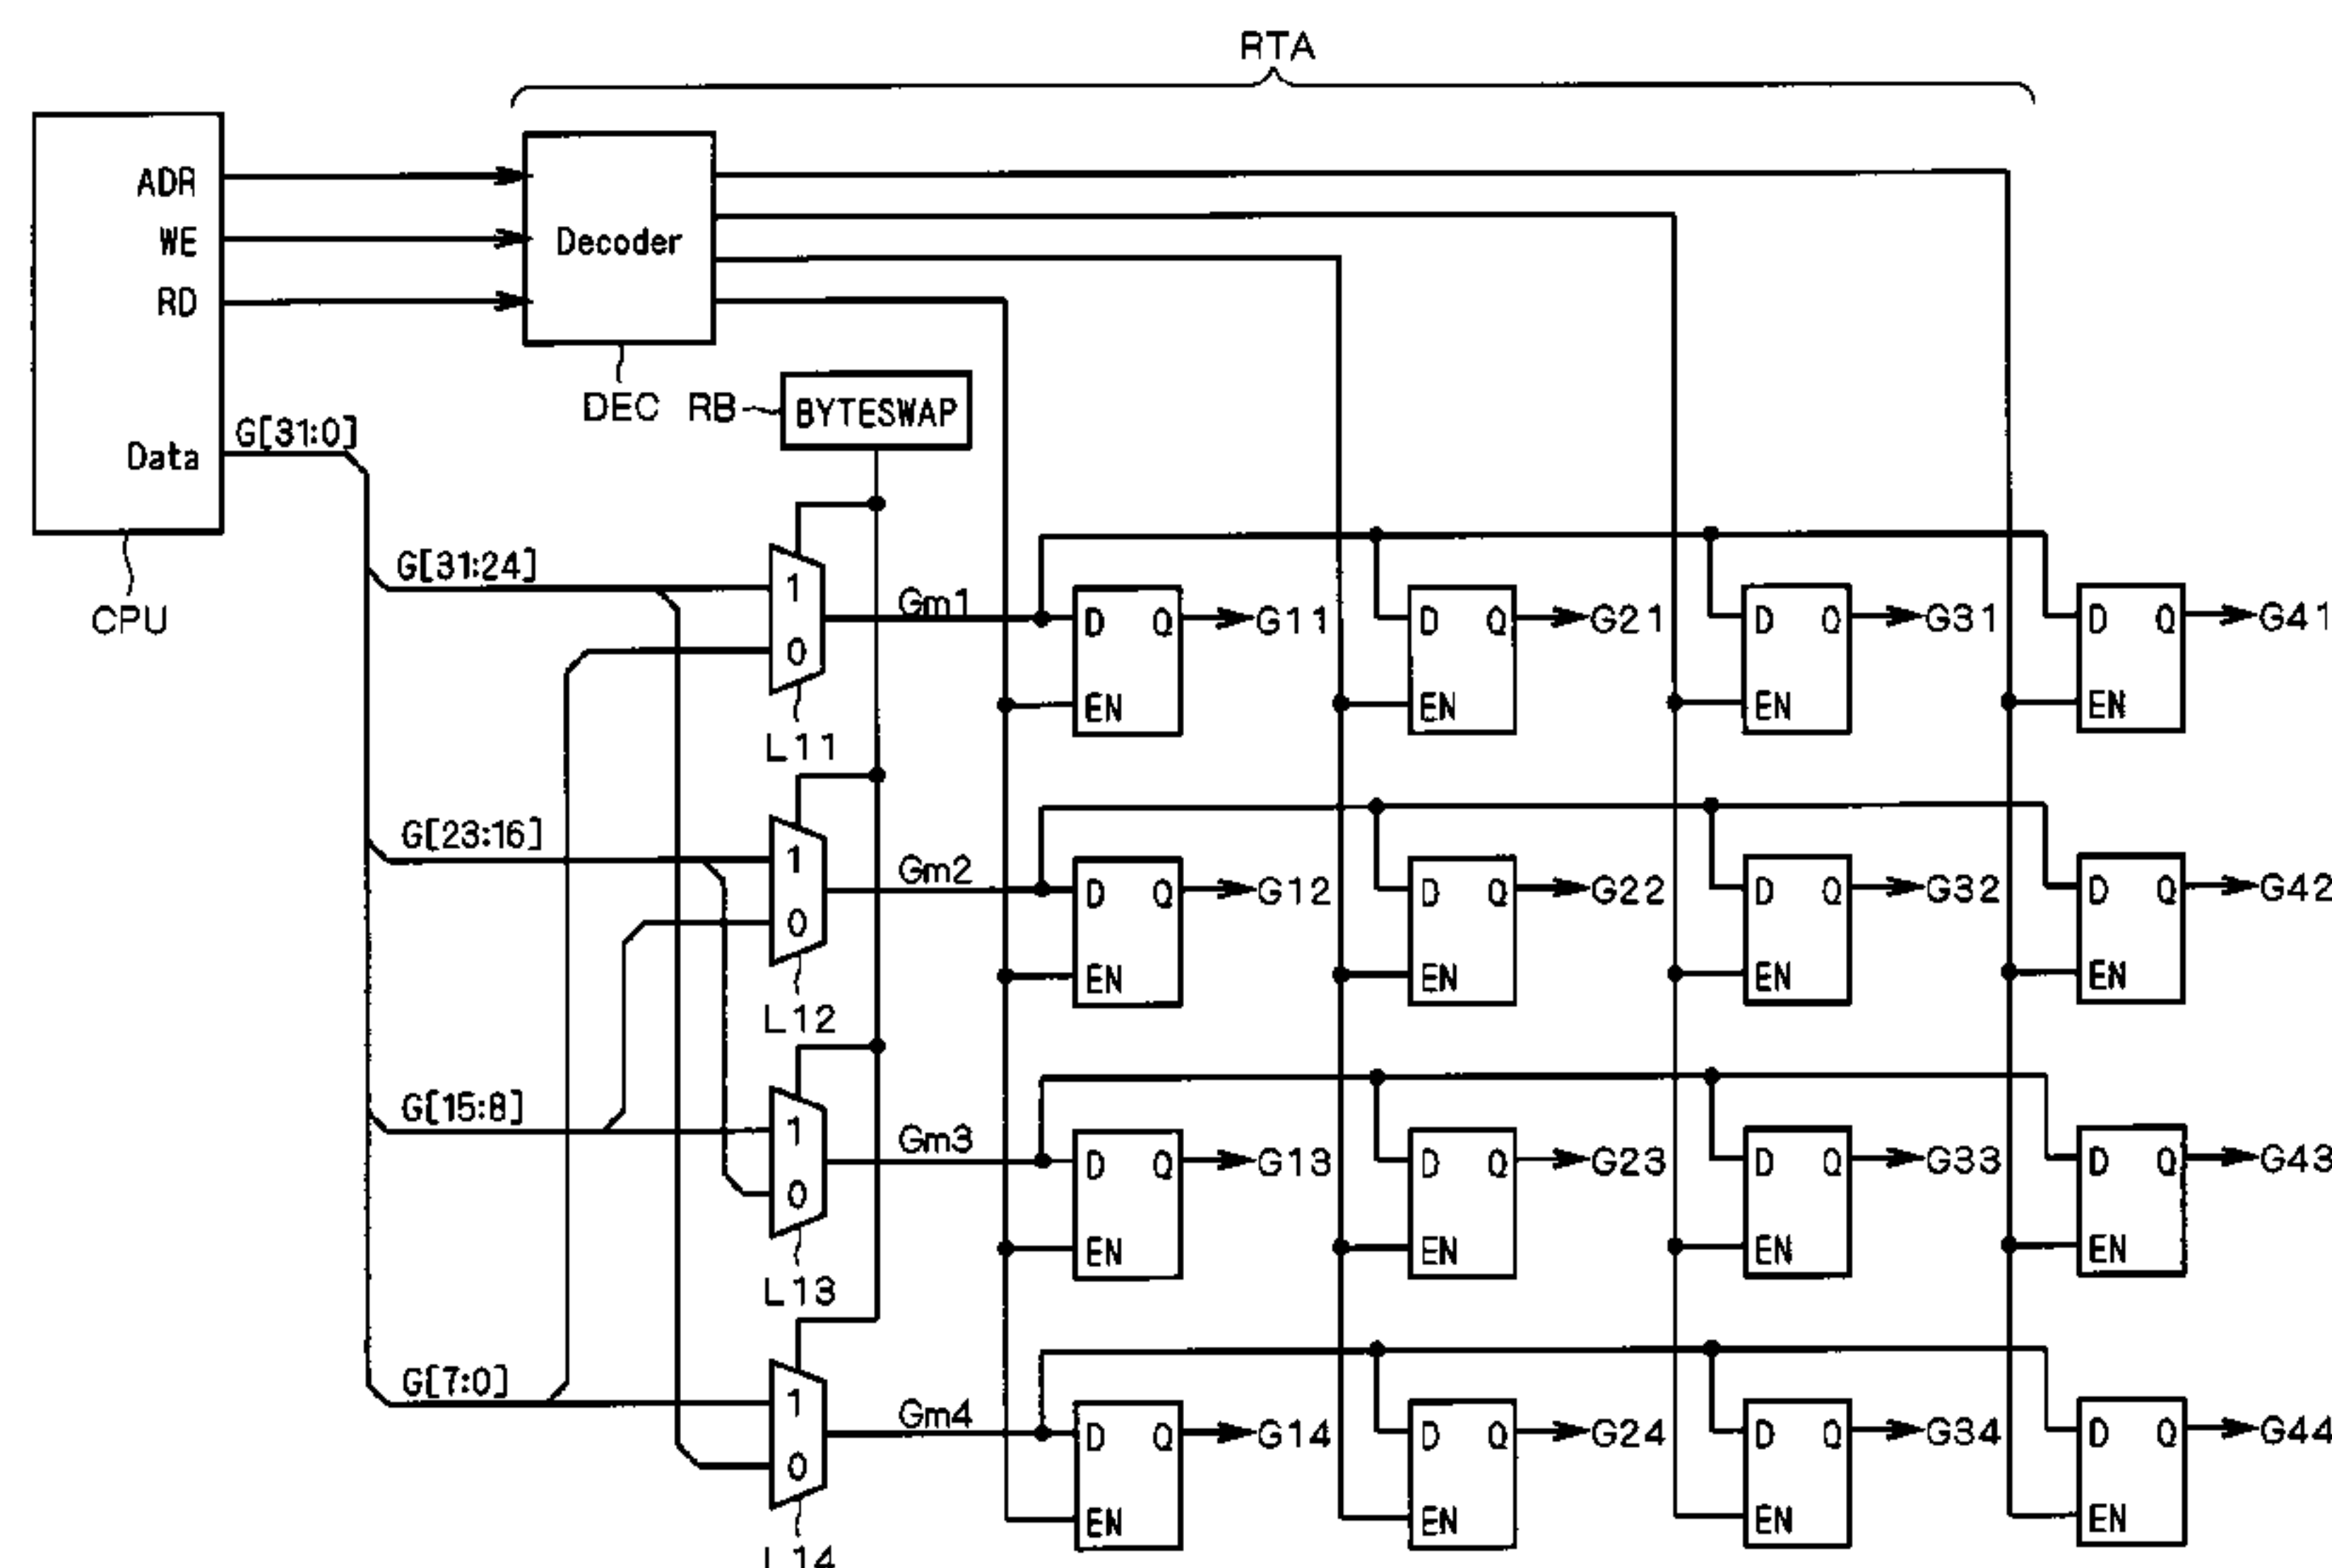 RTA
ADR
WE
RD
Data
CPU
Decoder
DEC
RB
BYTESWAP
G[31:0]
G[31:24]
1
0
L11
Gm1
D Q
EN
G11
D Q
EN
G21
D Q
EN
G31
D Q
EN
G41
G[23:16]
1
0
L12
Gm2
D Q
EN
G12
D Q
EN
G22
D Q
EN
G32
D Q
EN
G42
G[15:8]
1
0
L13
Gm3
D Q
EN
G13
D Q
EN
G23
D Q
EN
G33
D Q
EN
G43
G[7:0]
1
0
L14
Gm4
D Q
EN
G14
D Q
EN
G24
D Q
EN
G34
D Q
EN
G44